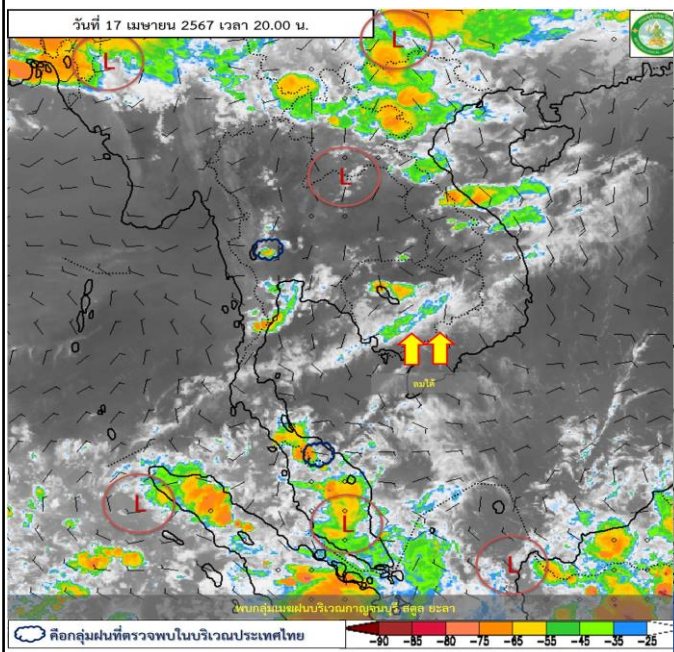 วันที่ 17 เมษายน 2567 เวลา 20.00 น.
L
L
L
ลมใต้
L
L
L
พบกลุ่มเมฆฝนบริเวณกาญจนบุรี สตูล ยะลา
คือกลุ่มฝนที่ตรวจพบในบริเวณประเทศไทย
-90 -85 -80 -75 -65 -55 -45 -35 -25